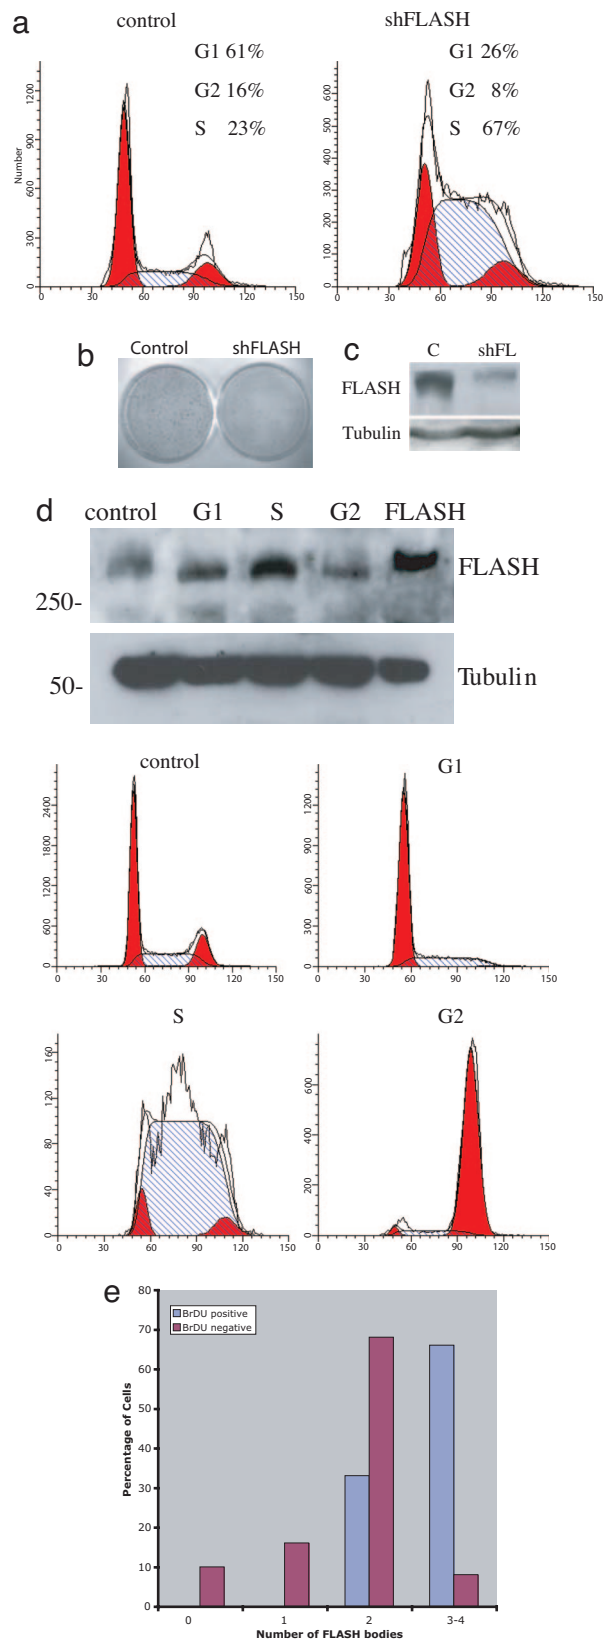 a
control
shFLASH
G1 61%
G2 16%
S 23%
G1 26%
G2 8%
S 67%
Number
0 300 600 900 1200
0 30 60 90 120 150
0 100 200 300 400 500 600
0 30 60 90 120 150
b
Control shFLASH
c
C shFL
FLASH
Tubulin
d
control G1 S G2 FLASH
FLASH
250-
Tubulin
50-
control
G1
0 600 1200 1800 2400
0 30 60 90 120 150
0 300 600 900 1200
0 30 60 90 120 150
S
G2
0 40 80 120 160
0 30 60 90 120 150
0 200 400 600
0 30 60 90 120 150
e
BrDU positive
BrDU negative
Percentage of Cells
80
70
60
50
40
30
20
10
0
0 1 2 3-4
Number of FLASH bodies